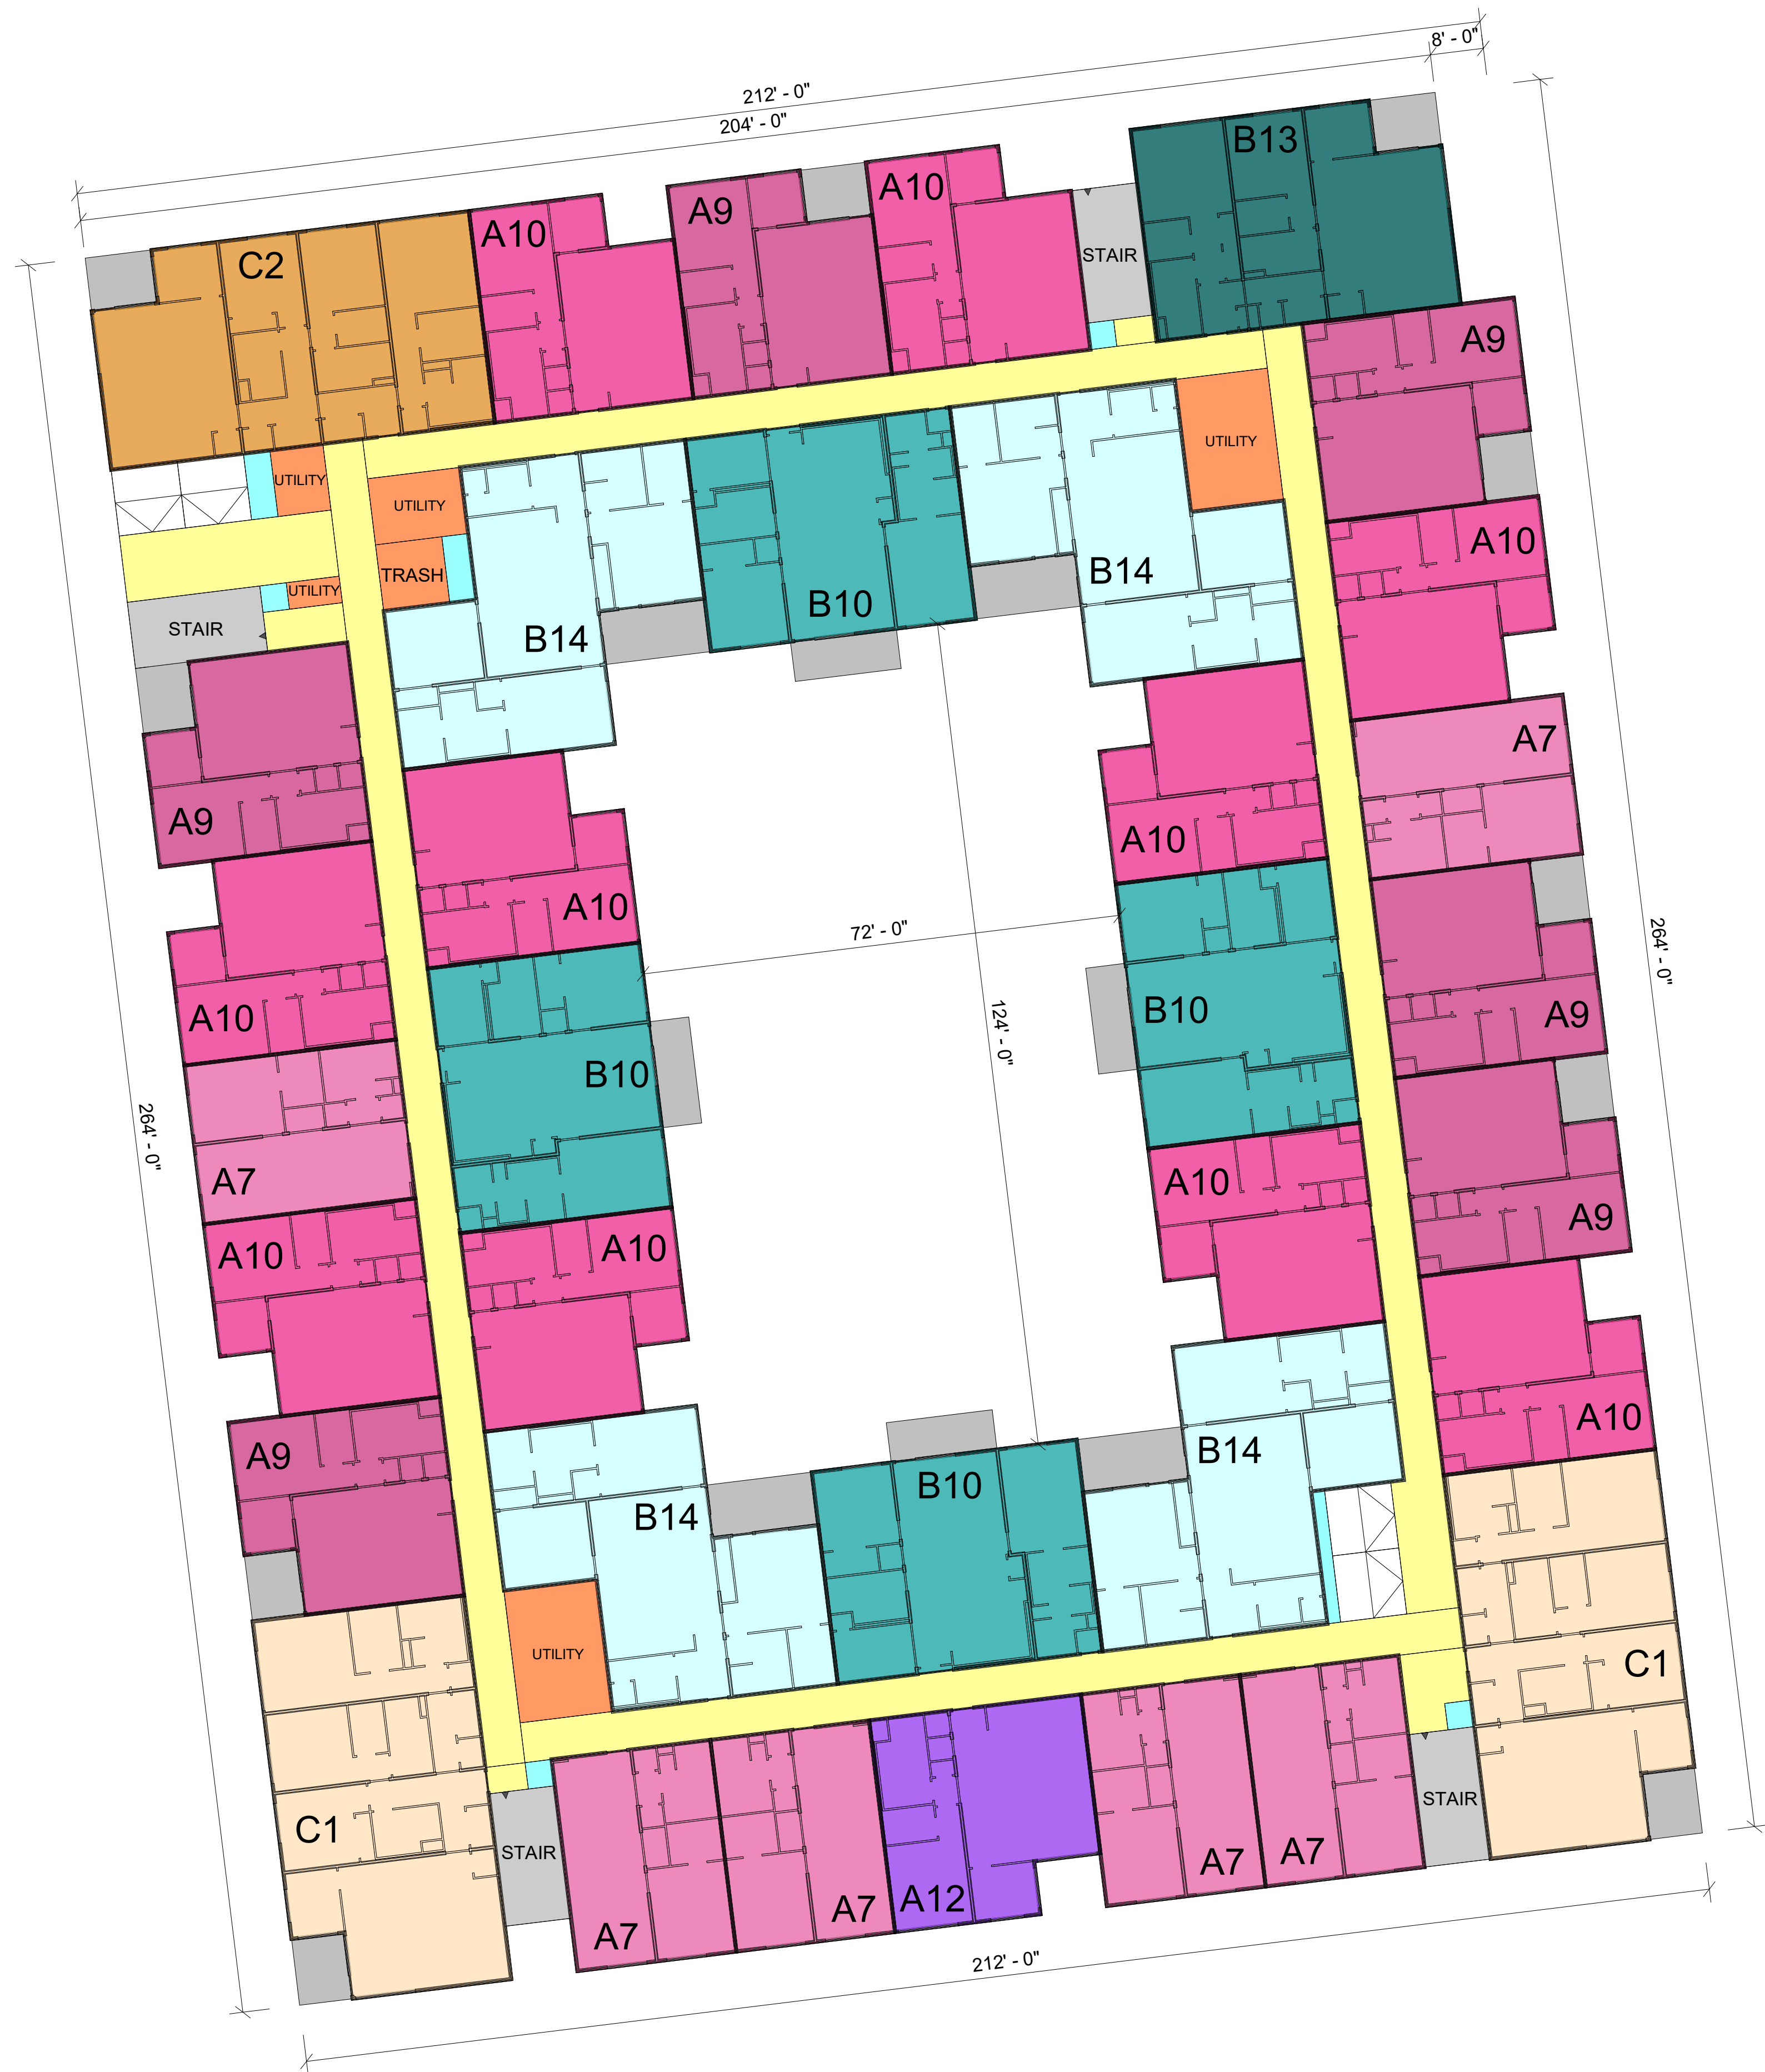 8' - 0"
212' - 0"
204' - 0"
B13
A10
A9
A10
C2
STAIR
A9
UTILITY
UTILITY
UTILITY
A10
TRASH
B14
UTILITY
B10
STAIR
B14
A7
A9
A10
A10
72' - 0"
264' - 0"
A10
B10
A9
124' - 0"
B10
264' - 0"
A7
A10
A10
A10
A9
A10
A9
B14
B14
B10
UTILITY
C1
C1
STAIR
STAIR
A7
A7
A12
A7
A7
212' - 0"